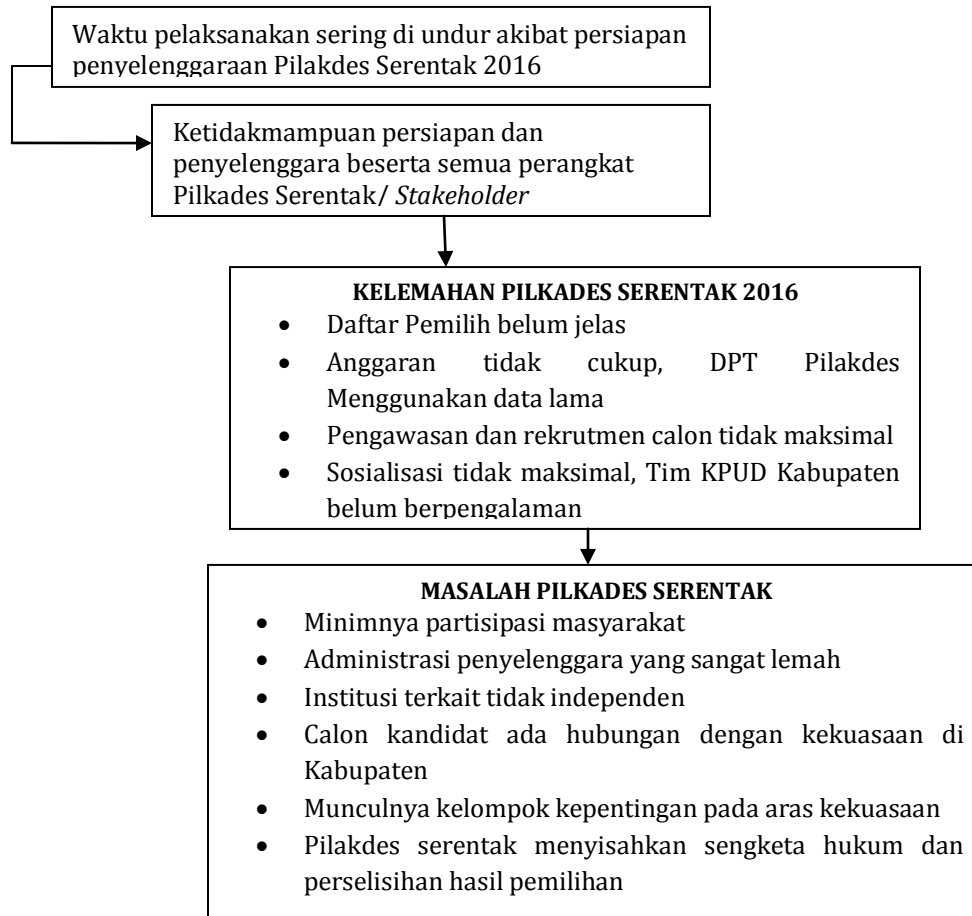 Waktu pelaksanakan sering di undur akibat persiapan
penyelenggaraan Pilakdes Serentak 2016
Ketidakmampuan persiapan dan
penyelenggara beserta semua perangkat
Pilkades Serentak/ Stakeholder
KELEMAHAN PILKADES SERENTAK 2016
• Daftar Pemilih belum jelas
• Anggaran tidak cukup, DPT Pilakdes
Menggunakan data lama
• Pengawasan dan rekrutmen calon tidak maksimal
• Sosialisasi tidak maksimal, Tim KPUD Kabupaten
belum berpengalaman
MASALAH PILKADES SERENTAK
• Minimnya partisipasi masyarakat
• Administrasi penyelenggara yang sangat lemah
• Institusi terkait tidak independen
• Calon kandidat ada hubungan dengan kekuasaan di
Kabupaten
• Munculnya kelompok kepentingan pada aras kekuasaan
• Pilakdes serentak menyisahkan sengketa hukum dan
perselisihan hasil pemilihan